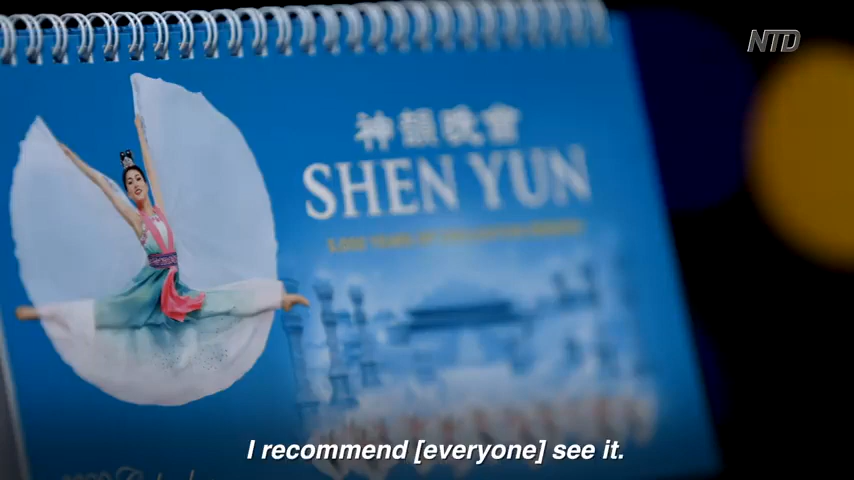 NTD
神韻晚會
SHEN YUN
I recommend [everyone] see it.